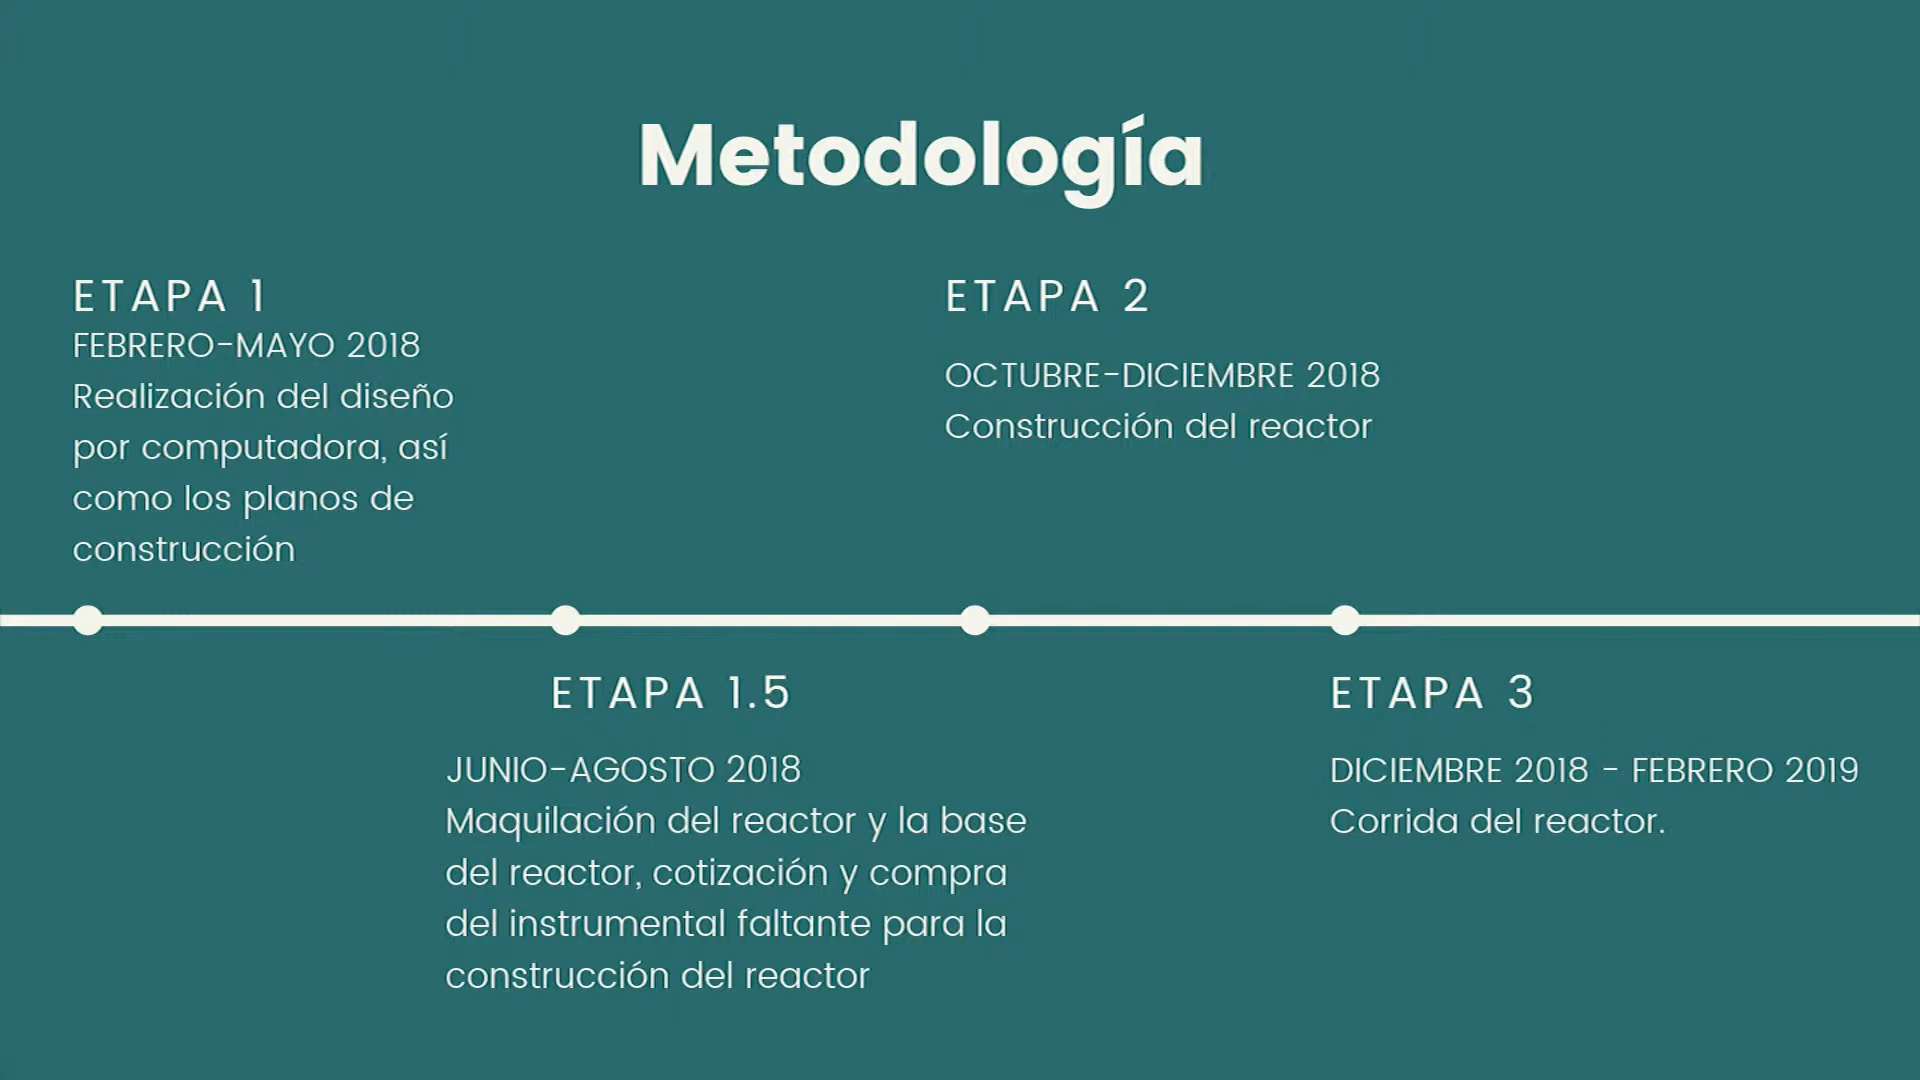 Metodología
ETAPA 1
FEBRERO-MAYO 2018
Realización del diseño
por computadora, así
como los planos de
construcción
ETAPA 1.5
JUNIO-AGOSTO 2018
Maquilación del reactor y la base
del reactor, cotización y compra
del instrumental faltante para la
construcción del reactor
ETAPA 2
OCTUBRE-DICIEMBRE 2018
Construcción del reactor
ETAPA 3
DICIEMBRE 2018 - FEBRERO 2019
Corrida del reactor.